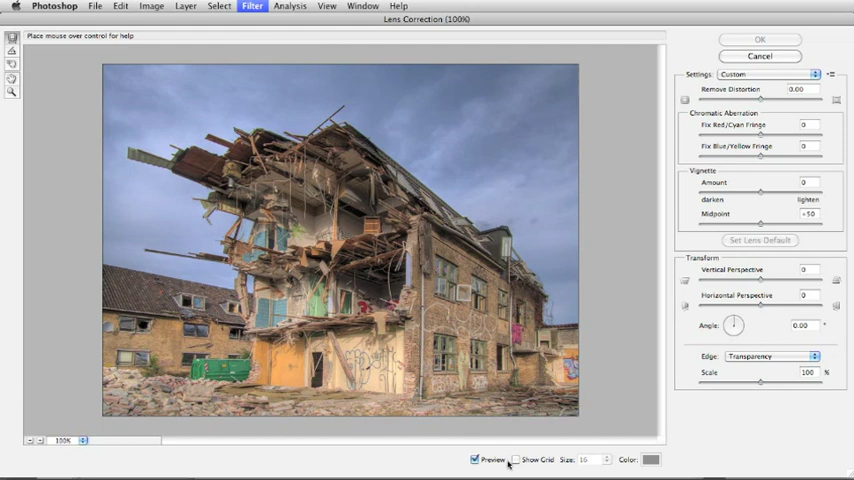 Photoshop File Edit Image Layer Select Filter Analysis View Window Help
Lens Correction (100%)
Place mouse over control for help
OK
Cancel
Settings: Custom
Remove Distortion 0.00
Chromatic Aberration
Fix Red/Cyan Fringe 0
Fix Blue/Yellow Fringe 0
Vignette
Amount 0
darken lighten
Midpoint +50
Set Lens Default
Transform
Vertical Perspective 0
Horizontal Perspective 0
Angle: 0.00 °
Edge: Transparency
Scale 100 %
100%
Preview Show Grid Size: 16 Color: